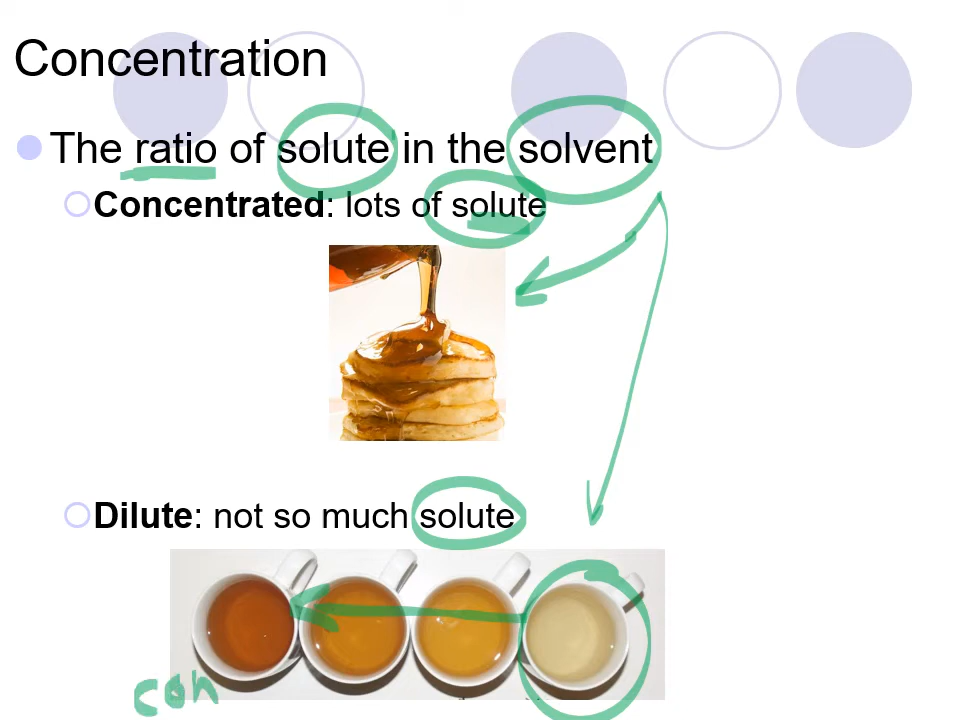 Concentration
The ratio of solute in the solvent
Concentrated: lots of solute
Dilute: not so much solute
con